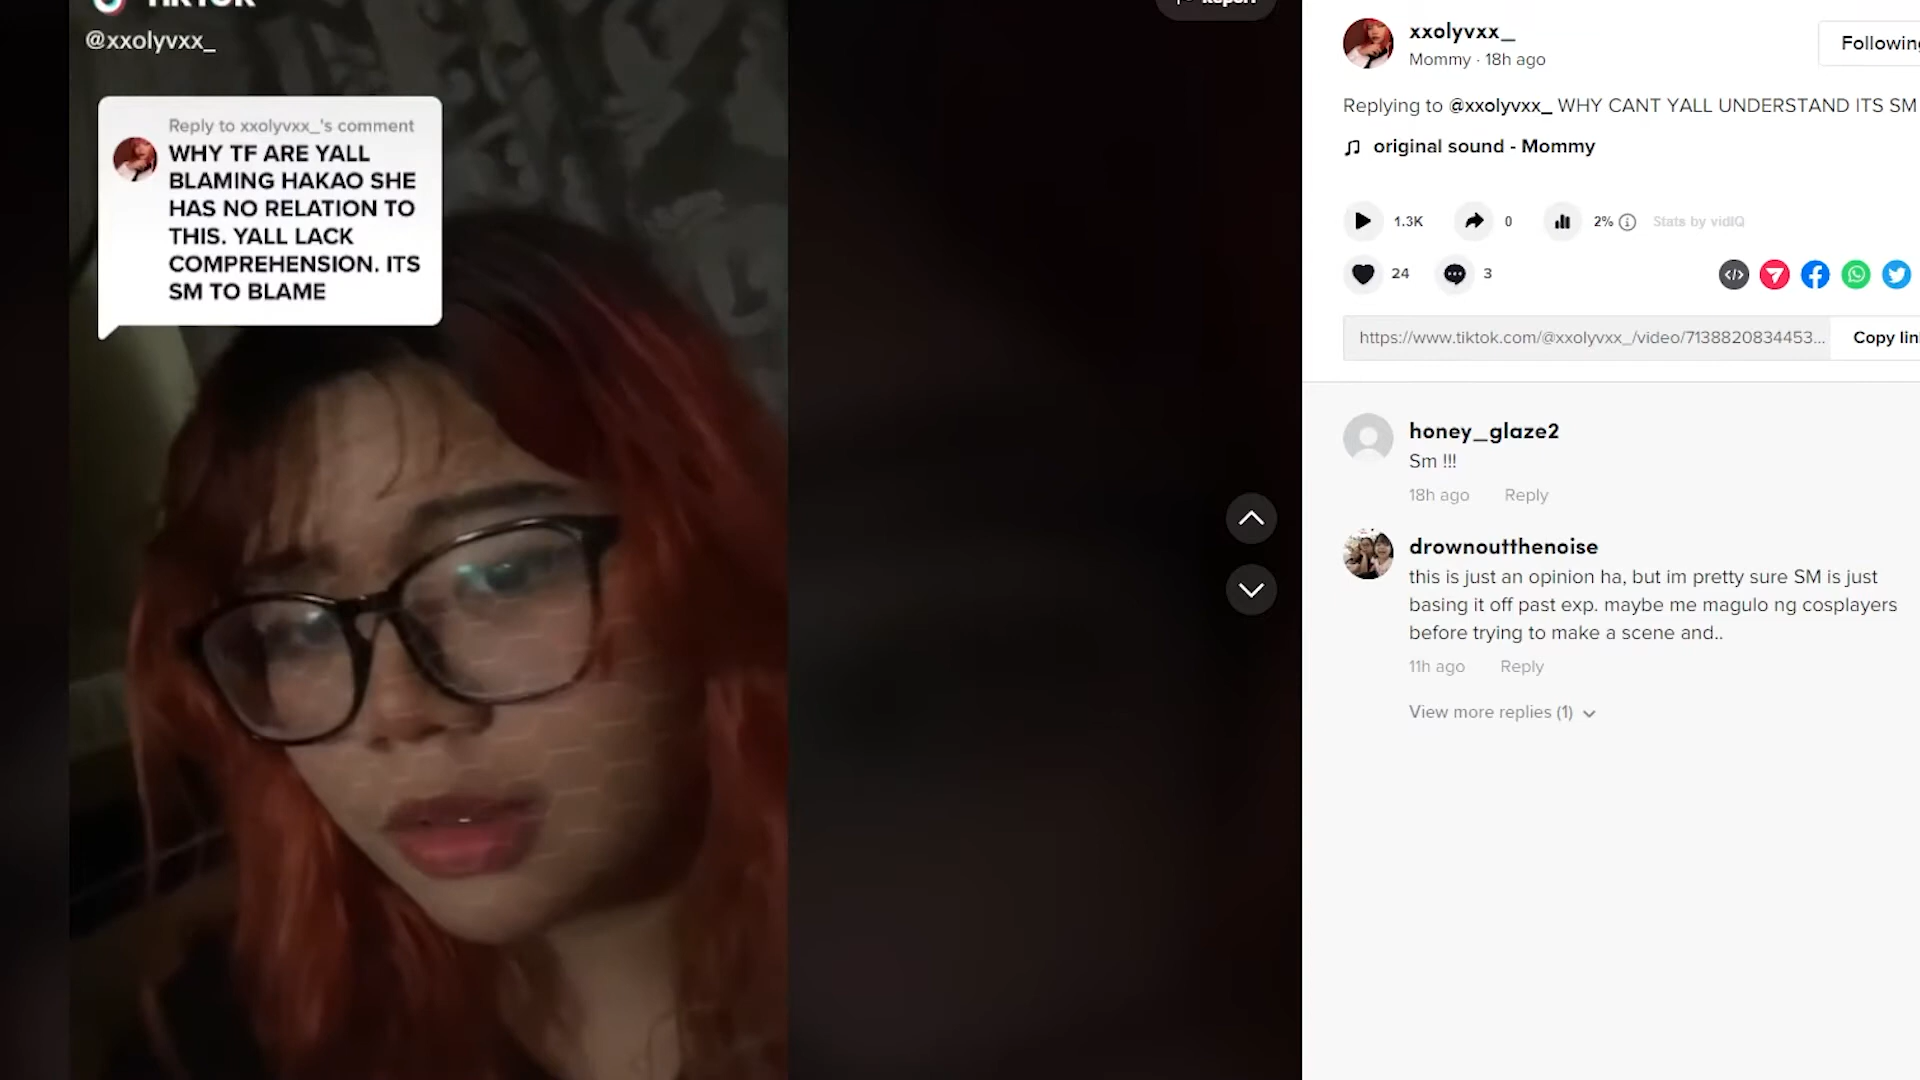 TikTok
@xxolyvxx_
Reply to xxolyvxx_'s comment
WHY TF ARE YALL
BLAMING HAKAO SHE
HAS NO RELATION TO
THIS. YALL LACK
COMPREHENSION. ITS
SM TO BLAME
Report
xxolyvxx_
Mommy · 18h ago
Following
Replying to @xxolyvxx_ WHY CANT YALL UNDERSTAND ITS SM
original sound - Mommy
1.3K
0
2%
Stats by vidIQ
24
3
https://www.tiktok.com/@xxolyvxx_/video/7138820834453...
Copy link
honey_glaze2
Sm !!!
18h ago Reply
drownoutthenoise
this is just an opinion ha, but im pretty sure SM is just
basing it off past exp. maybe me magulo ng cosplayers
before trying to make a scene and..
11h ago Reply
View more replies (1)